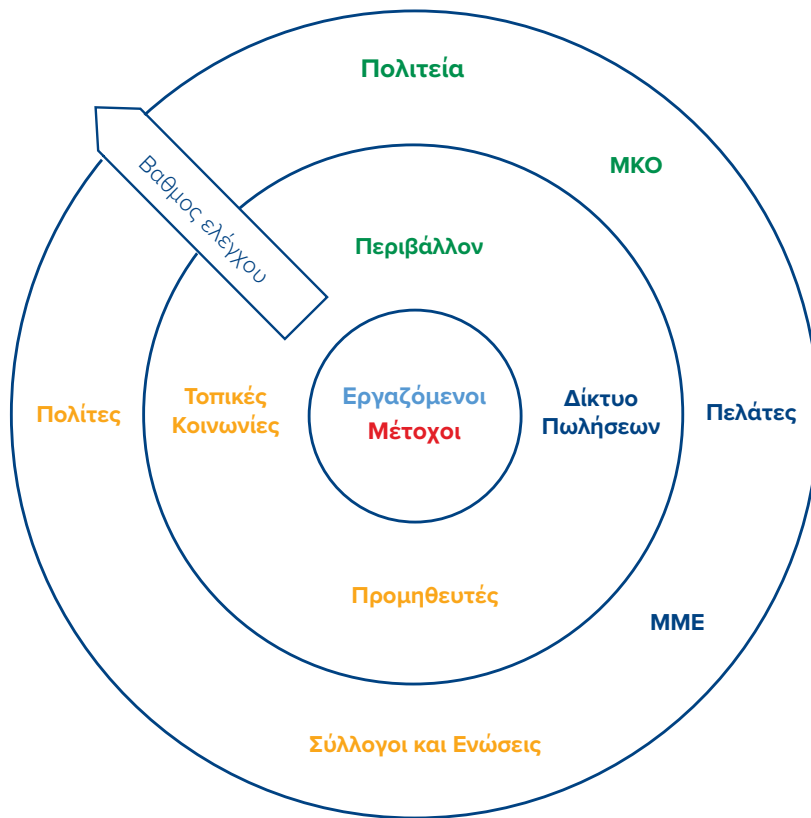 Πολιτεία
ΜΚΟ
Βαθμος ελέγχου
Περιβάλλον
Πολίτες
Τοπικές
Κοινωνίες
Εργαζόμενοι
Μέτοχοι
Δίκτυο
Πωλήσεων
Πελάτες
Προμηθευτές
ΜΜΕ
Σύλλογοι και Ενώσεις